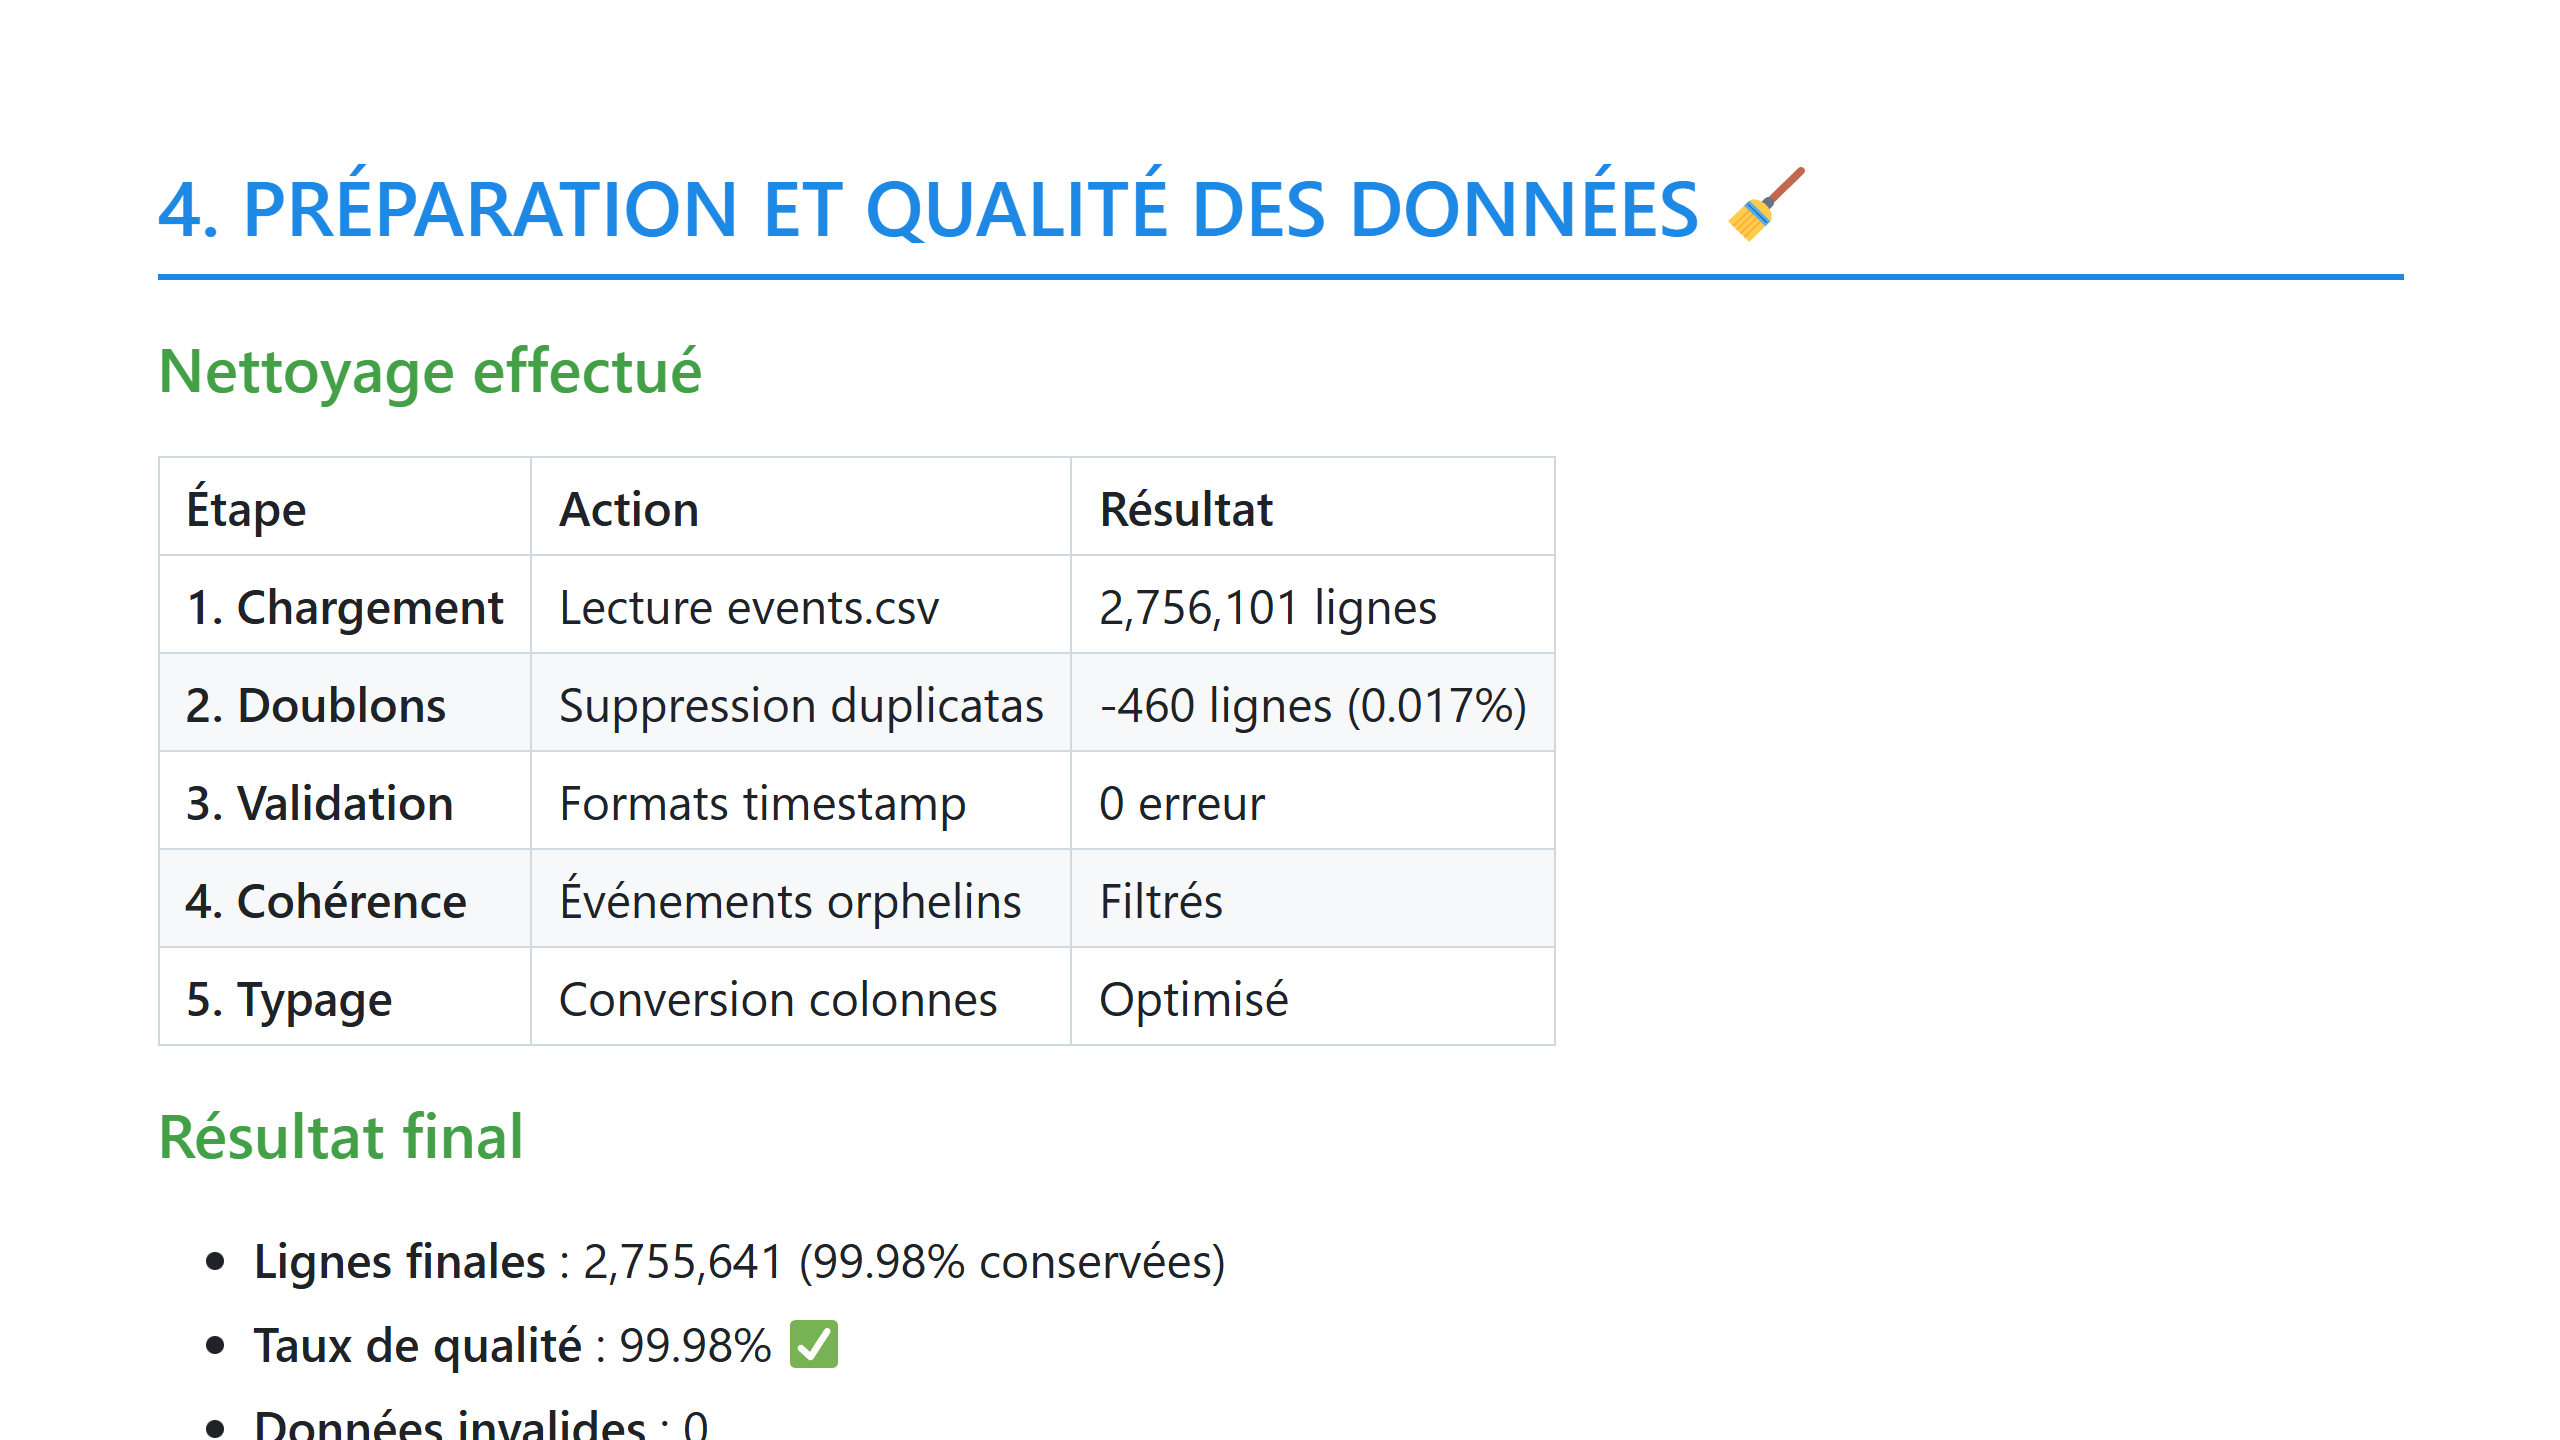 4. PRÉPARATION ET QUALITÉ DES DONNÉES 🧹
Nettoyage effectué
Étape Action Résultat
1. Chargement Lecture events.csv 2,756,101 lignes
2. Doublons Suppression duplicatas -460 lignes (0.017%)
3. Validation Formats timestamp 0 erreur
4. Cohérence Événements orphelins Filtrés
5. Typage Conversion colonnes Optimisé
Résultat final
• Lignes finales : 2,755,641 (99.98% conservées)
• Taux de qualité : 99.98% ✅
• Données invalides : 0